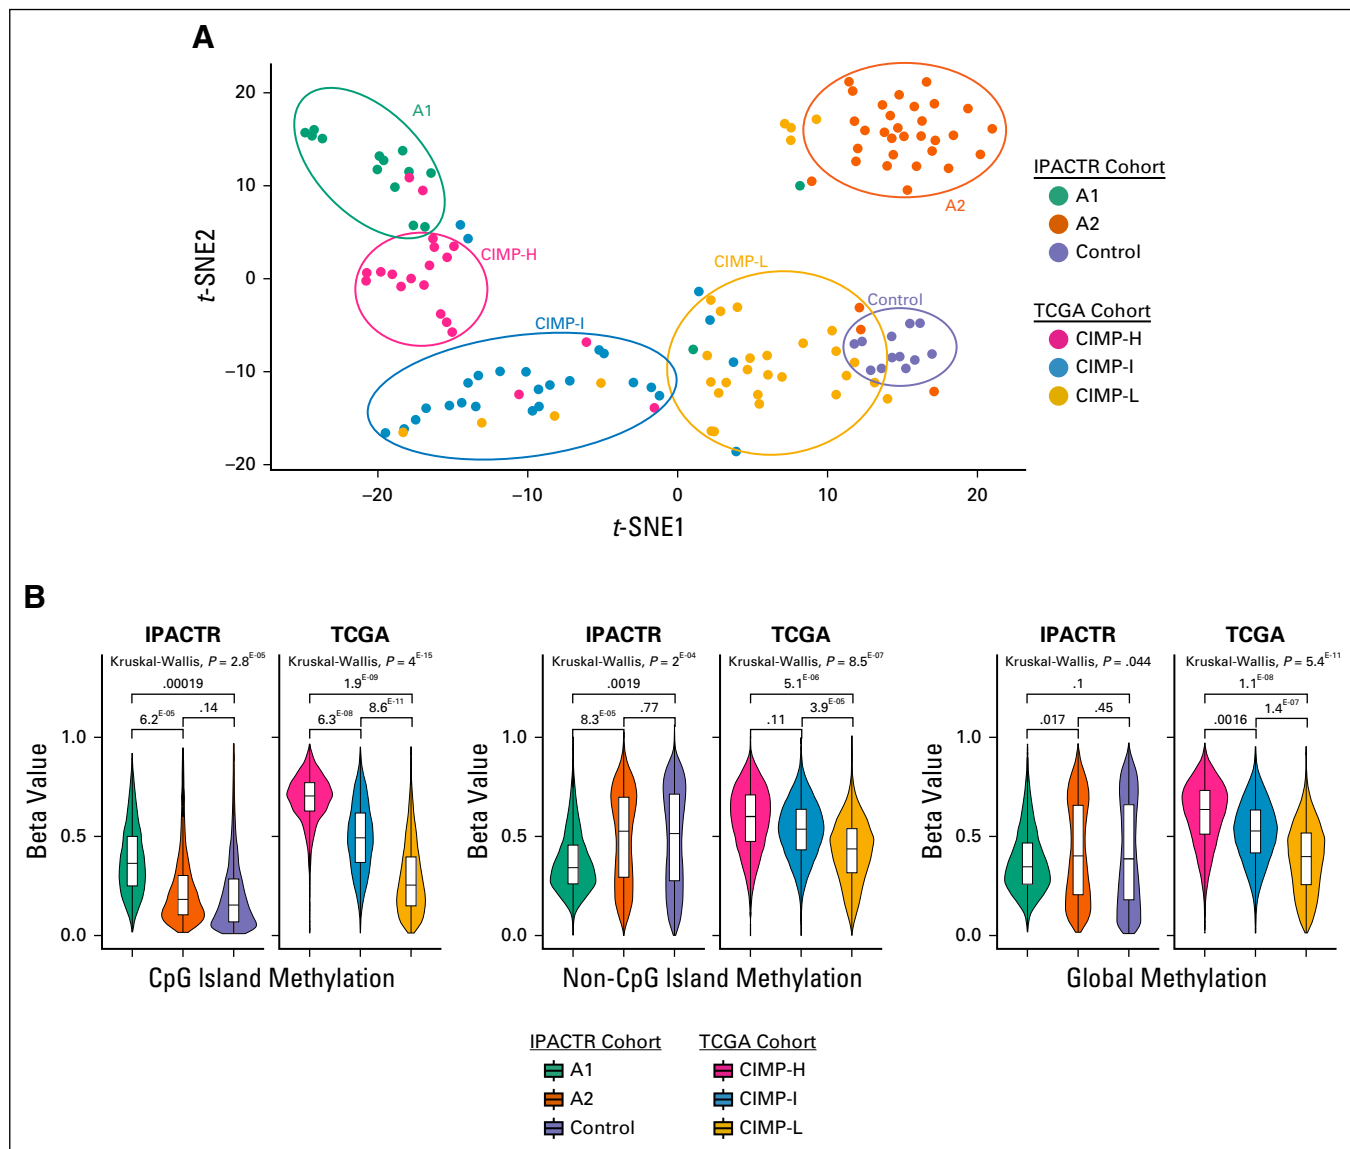 A
20
10
0
–10
–20
t-SNE2
–20
–10
0
10
20
t-SNE1
A1
CIMP-H
CIMP-I
CIMP-L
Control
A2
IPACTR Cohort
A1
A2
Control
TCGA Cohort
CIMP-H
CIMP-I
CIMP-L
B
IPACTR
Kruskal-Wallis, P = 2.8E-05
.00019
6.2E-05
.14
TCGA
Kruskal-Wallis, P = 4E-15
1.9E-09
6.3E-08
8.6E-11
Beta Value
1.0
0.5
0.0
CpG Island Methylation
IPACTR
Kruskal-Wallis, P = 2E-04
.0019
8.3E-05
.77
TCGA
Kruskal-Wallis, P = 8.5E-07
5.1E-06
.11
3.9E-05
Beta Value
1.0
0.5
0.0
Non-CpG Island Methylation
IPACTR
Kruskal-Wallis, P = .044
.1
.017
.45
TCGA
Kruskal-Wallis, P = 5.4E-11
1.1E-08
.0016
1.4E-07
Beta Value
1.0
0.5
0.0
Global Methylation
IPACTR Cohort
A1
A2
Control
TCGA Cohort
CIMP-H
CIMP-I
CIMP-L